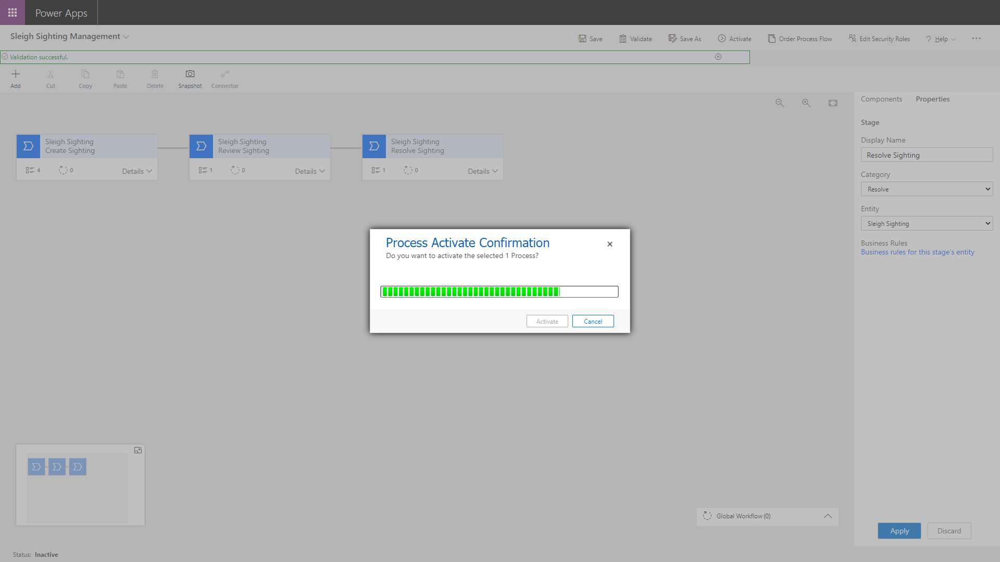 Power Apps
Sleigh Sighting Management
Save
Validate
Save As
Activate
Order Process Flow
Edit Security Roles
? Help
Validation successful.
Add
Cut
Copy
Paste
Delete
Snapshot
Connector
Components
Properties
Sleigh Sighting
Create Sighting
4
0
Details
Sleigh Sighting
Review Sighting
1
0
Details
Sleigh Sighting
Resolve Sighting
1
0
Details
Stage
Display Name
Resolve Sighting
Category
Resolve
Entity
Sleigh Sighting
Business Rules
Business rules for this stage's entity
Process Activate Confirmation
Do you want to activate the selected 1 Process?
Activate
Cancel
Global Workflow (0)
Apply
Discard
Status: Inactive